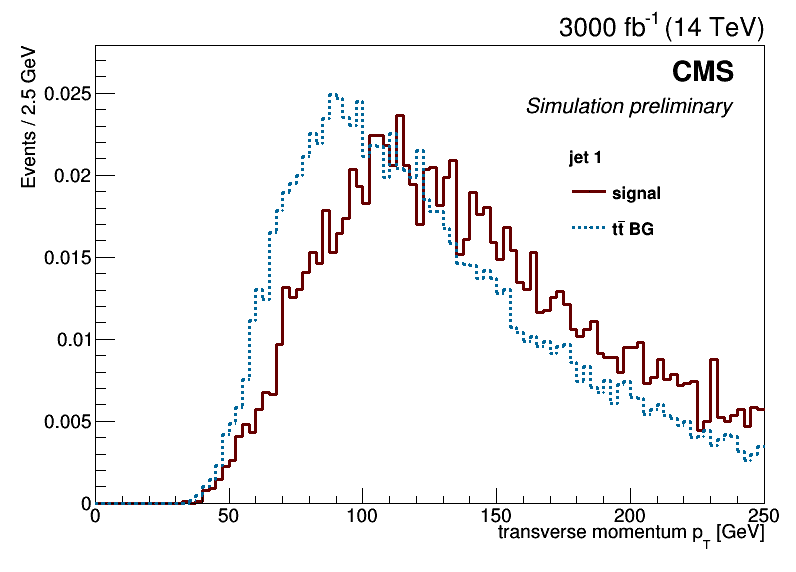 3000 fb-1 (14 TeV)
Events / 2.5 GeV
CMS
Simulation preliminary
jet 1
signal
tt̄ BG
0.025
0.02
0.015
0.01
0.005
0
0 50 100 150 200 250
transverse momentum pT [GeV]